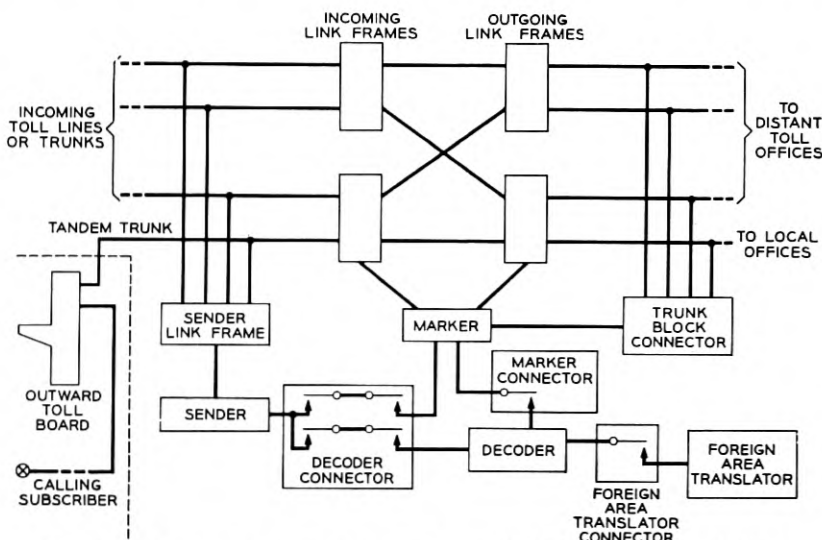 INCOMING
LINK FRAMES
OUTGOING
LINK FRAMES
INCOMING
TOLL LINES
OR TRUNKS
TO
DISTANT
TOLL
OFFICES
TANDEM TRUNK
TO LOCAL
OFFICES
SENDER
LINK FRAME
MARKER
TRUNK
BLOCK
CONNECTOR
MARKER
CONNECTOR
OUTWARD
TOLL
BOARD
SENDER
DECODER
CONNECTOR
DECODER
FOREIGN
AREA
TRANSLATOR
CALLING
SUBSCRIBER
FOREIGN
AREA
TRANSLATOR
CONNECTOR